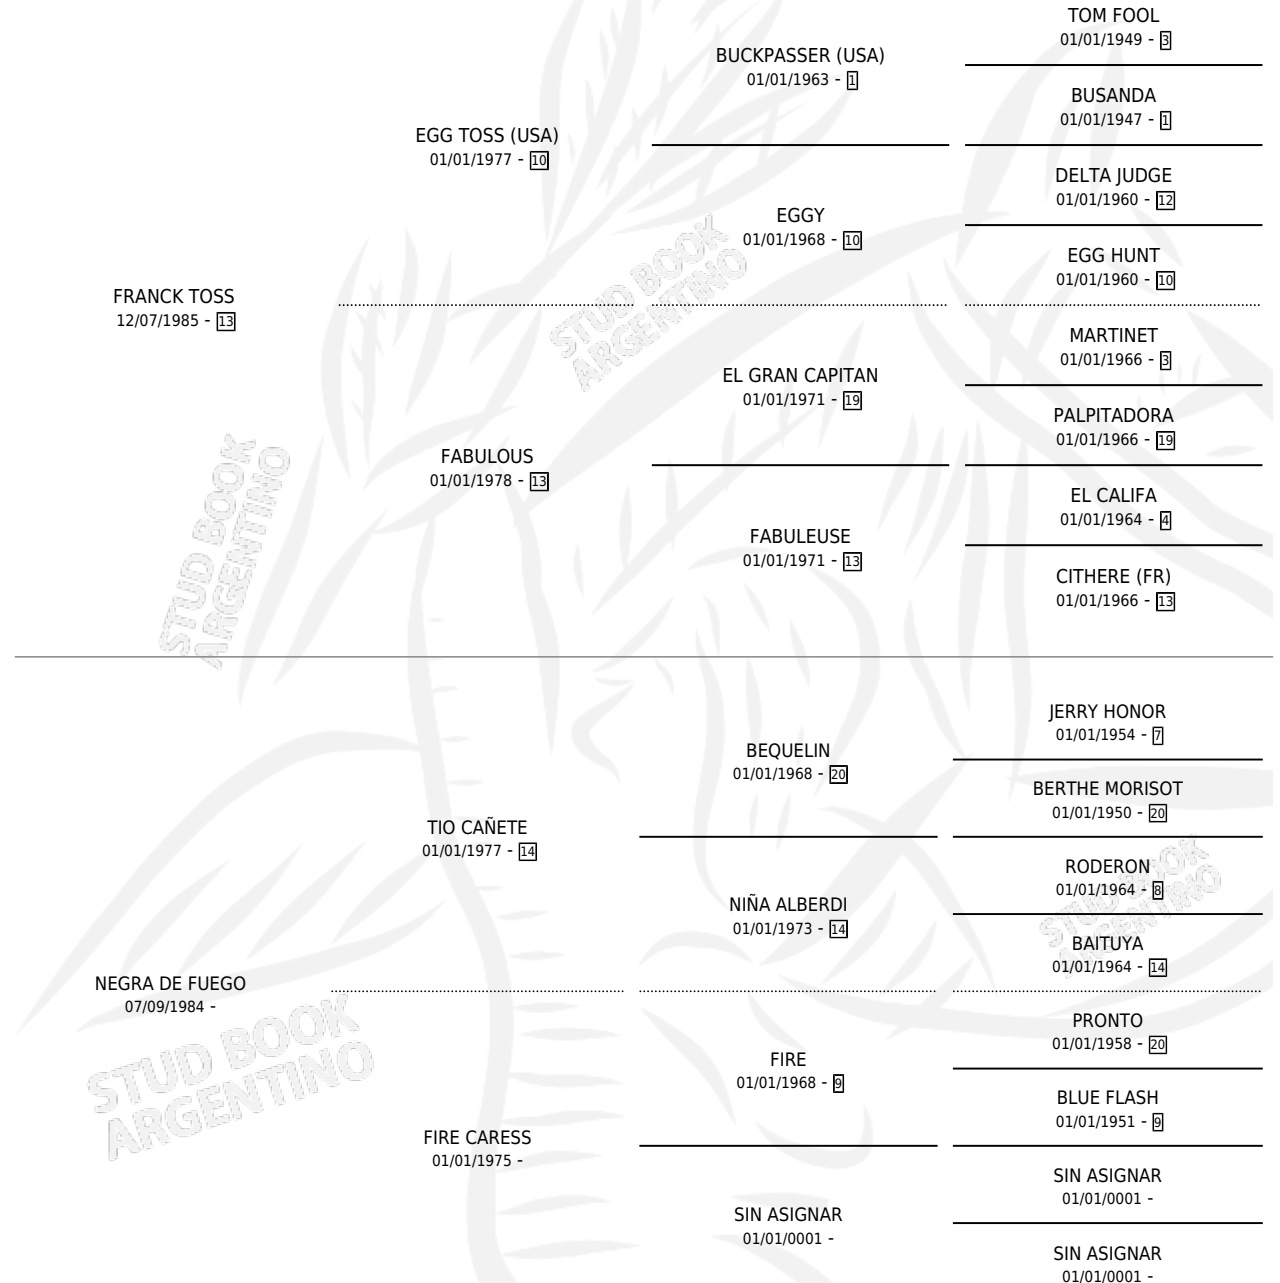 TOM FOOL
01/01/1949 - 3
BUCKPASSER (USA)
01/01/1963 - 1
BUSANDA
01/01/1947 - 1
EGG TOSS (USA)
01/01/1977 - 10
DELTA JUDGE
01/01/1960 - 12
EGGY
01/01/1968 - 10
EGG HUNT
01/01/1960 - 10
FRANCK TOSS
12/07/1985 - 13
MARTINET
01/01/1966 - 3
EL GRAN CAPITAN
01/01/1971 - 19
PALPITADORA
01/01/1966 - 19
FABULOUS
01/01/1978 - 13
EL CALIFA
01/01/1964 - 4
FABULEUSE
01/01/1971 - 13
CITHERE (FR)
01/01/1966 - 13
STUD BOOK
ARGENTINO
STUD BOOK
ARGENTINO
JERRY HONOR
01/01/1954 - 7
BEQUELIN
01/01/1968 - 20
BERTHE MORISOT
01/01/1950 - 20
TIO CAÑETE
01/01/1977 - 14
RODERON
01/01/1964 - 8
NIÑA ALBERDI
01/01/1973 - 14
BAITUYA
01/01/1964 - 14
NEGRA DE FUEGO
07/09/1984 -
PRONTO
01/01/1958 - 20
FIRE
01/01/1968 - 9
BLUE FLASH
01/01/1951 - 9
FIRE CARESS
01/01/1975 -
SIN ASIGNAR
01/01/0001 -
SIN ASIGNAR
01/01/0001 -
SIN ASIGNAR
01/01/0001 -
STUD BOOK
ARGENTINO
STUD BOOK
ARGENTINO